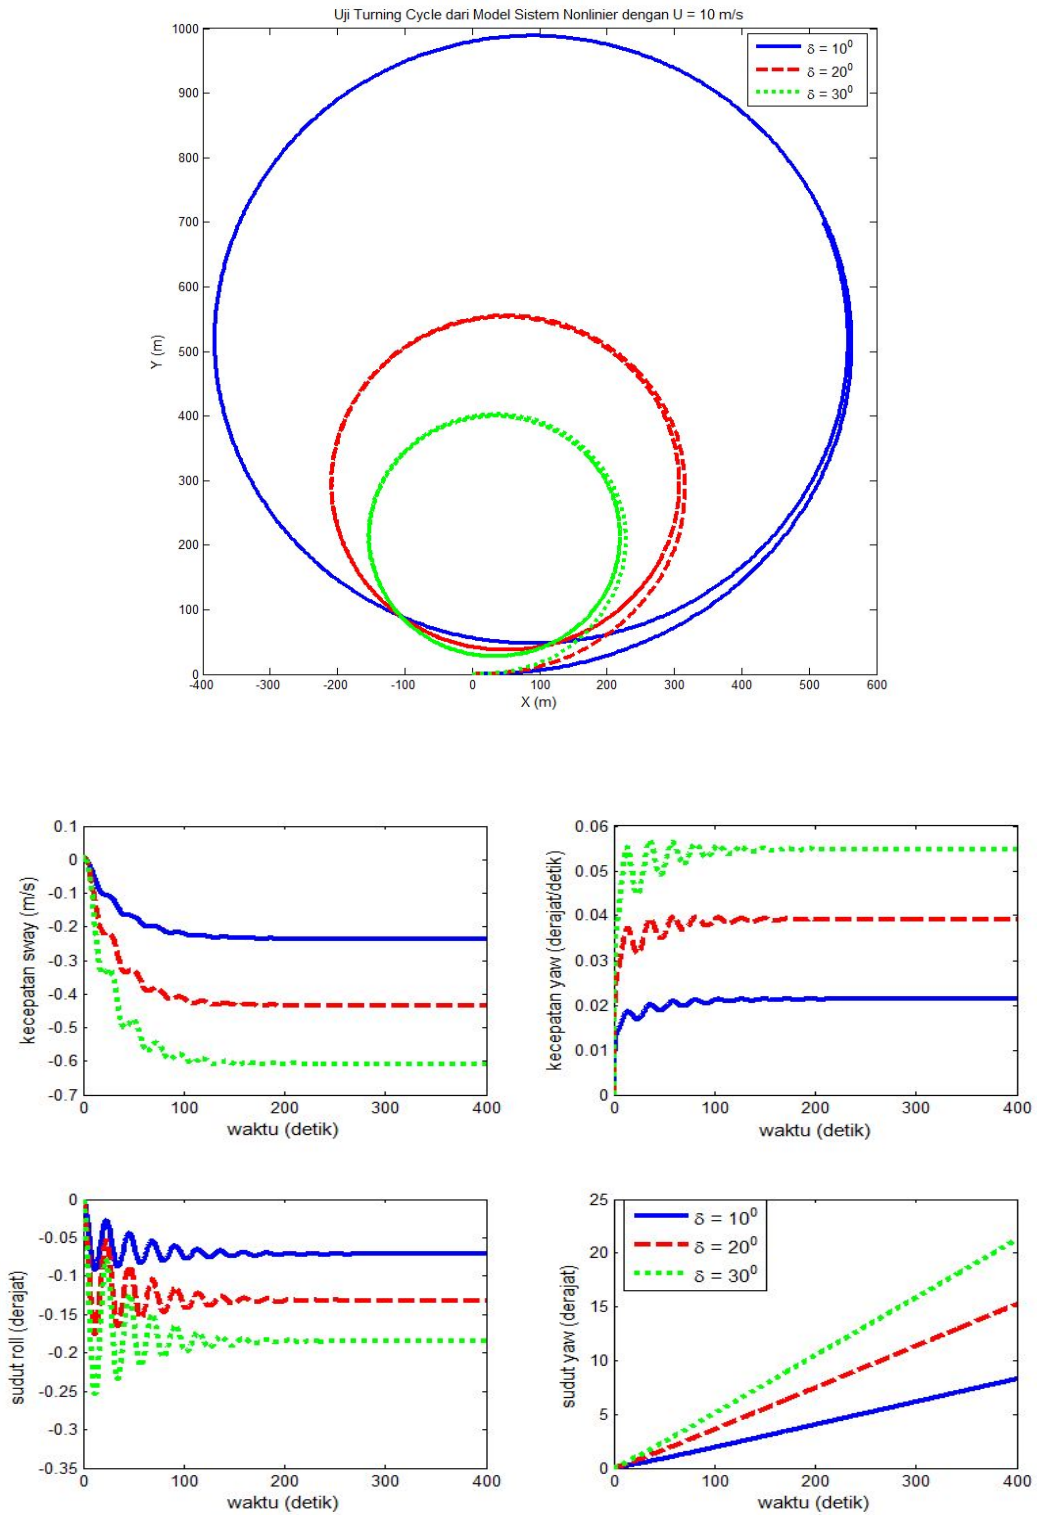 Uji Turning Cycle dari Model Sistem Nonlinier dengan U = 10 m/s
1000
900
800
700
600
500
400
300
200
100
0
Y (m)
δ = 10⁰
δ = 20⁰
δ = 30⁰
-400 -300 -200 -100 0 100 200 300 400 500 600
X (m)
0.1
0
-0.1
-0.2
-0.3
-0.4
-0.5
-0.6
-0.7
kecepatan sway (m/s)
0 100 200 300 400
waktu (detik)
0.06
0.05
0.04
0.03
0.02
0.01
0
kecepatan yaw (derajat/detik)
0 100 200 300 400
waktu (detik)
0
-0.05
-0.1
-0.15
-0.2
-0.25
-0.3
-0.35
sudut roll (derajat)
0 100 200 300 400
waktu (detik)
25
20
15
10
5
0
sudut yaw (derajat)
δ = 10⁰
δ = 20⁰
δ = 30⁰
0 100 200 300 400
waktu (detik)